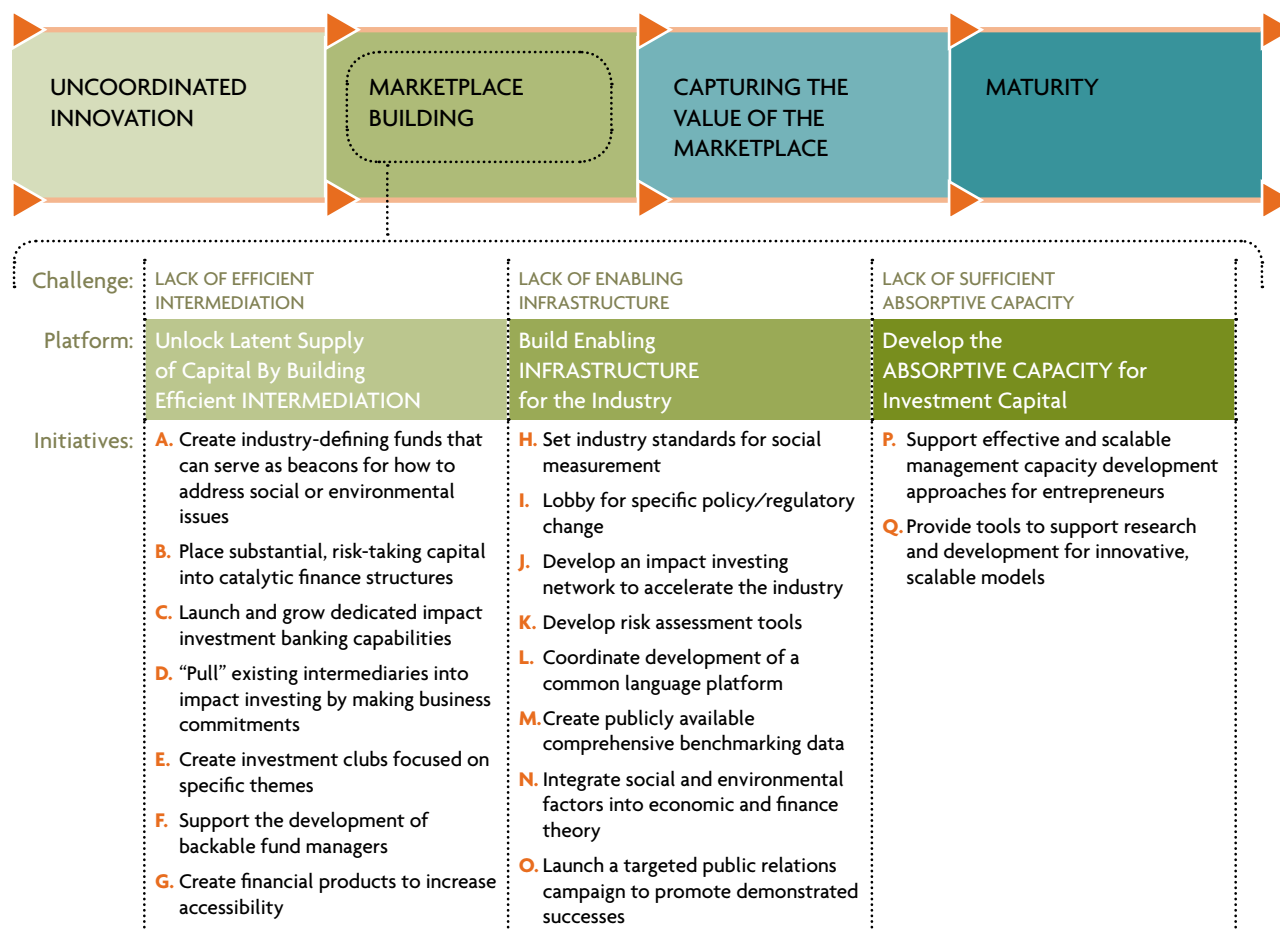 UNCOORDINATED
INNOVATION
MARKETPLACE
BUILDING
CAPTURING THE
VALUE OF THE
MARKETPLACE
MATURITY
Challenge:
LACK OF EFFICIENT
INTERMEDIATION
LACK OF ENABLING
INFRASTRUCTURE
LACK OF SUFFICIENT
ABSORPTIVE CAPACITY
Platform:
Unlock Latent Supply
of Capital By Building
Efficient INTERMEDIATION
Build Enabling
INFRASTRUCTURE
for the Industry
Develop the
ABSORPTIVE CAPACITY for
Investment Capital
Initiatives:
A. Create industry-defining funds that
can serve as beacons for how to
address social or environmental
issues
B. Place substantial, risk-taking capital
into catalytic finance structures
C. Launch and grow dedicated impact
investment banking capabilities
D. “Pull” existing intermediaries into
impact investing by making business
commitments
E. Create investment clubs focused on
specific themes
F. Support the development of
backable fund managers
G. Create financial products to increase
accessibility
H. Set industry standards for social
measurement
I. Lobby for specific policy/regulatory
change
J. Develop an impact investing
network to accelerate the industry
K. Develop risk assessment tools
L. Coordinate development of a
common language platform
M. Create publicly available
comprehensive benchmarking data
N. Integrate social and environmental
factors into economic and finance
theory
O. Launch a targeted public relations
campaign to promote demonstrated
successes
P. Support effective and scalable
management capacity development
approaches for entrepreneurs
Q. Provide tools to support research
and development for innovative,
scalable models